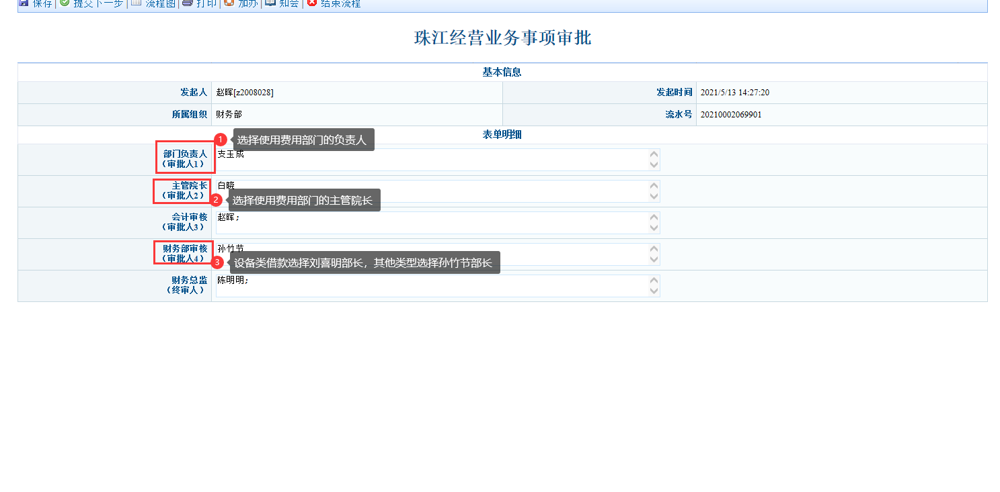 保存 提交下一步 流程图 打印 加办 知会 结束流程
珠江经营业务事项审批
基本信息
发起人 赵晖[z2008028] 发起时间 2021/5/13 14:27:20
所属组织 财务部 流水号 20210002069901
表单明细
1 选择使用费用部门的负责人
部门负责人 支玉成
（审批人1）
主管院长 白晓
（审批人2）
2 选择使用费用部门的主管院长
会计审核 赵晖;
（审批人3）
财务部审核 孙竹节
（审批人4）
3 设备类借款选择刘喜明部长，其他类型选择孙竹节部长
财务总监 陈明明;
（终审人）